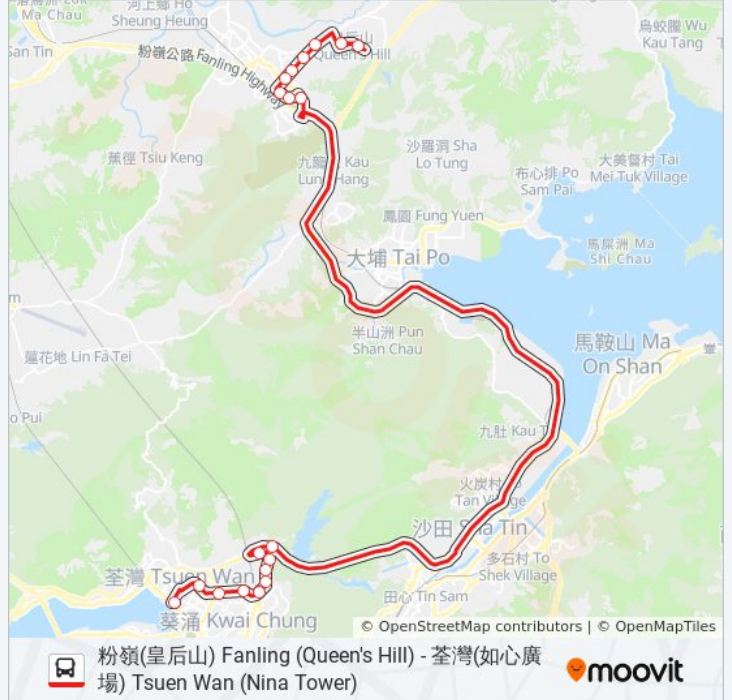 河上鄉 Ho
Sheung Heung
Ma Chau
San Tin
烏蛟騰 Wu
Kau Tang
后山
Queen's Hill
粉嶺公路 Fanling Highway
蕉徑 Tsiu Keng
Kau
Hang
沙羅洞 Sha
Lo Tung
大美督村 Tai
Mei Tuk Village
布心排 Po
Sam Pai
鳳園 Fung Yuen
馬屎洲 Ma
Shi Chau
大埔 Tai Po
半山洲 Pun
Shan Chau
馬鞍山 Ma
On Shan
蓮花地 Lin Fa Tei
o Pui
九肚 Kau T
火炭村
Tan Village
沙田 Sha Tin
多石村 To
Shek Village
荃灣 Tsuen Wan
田心 Tin Sam
葵涌 Kwai Chung
© OpenStreetMap contributors | © OpenMapTiles
粉嶺(皇后山) Fanling (Queen's Hill) - 荃灣(如心廣
場) Tsuen Wan (Nina Tower)
moovit